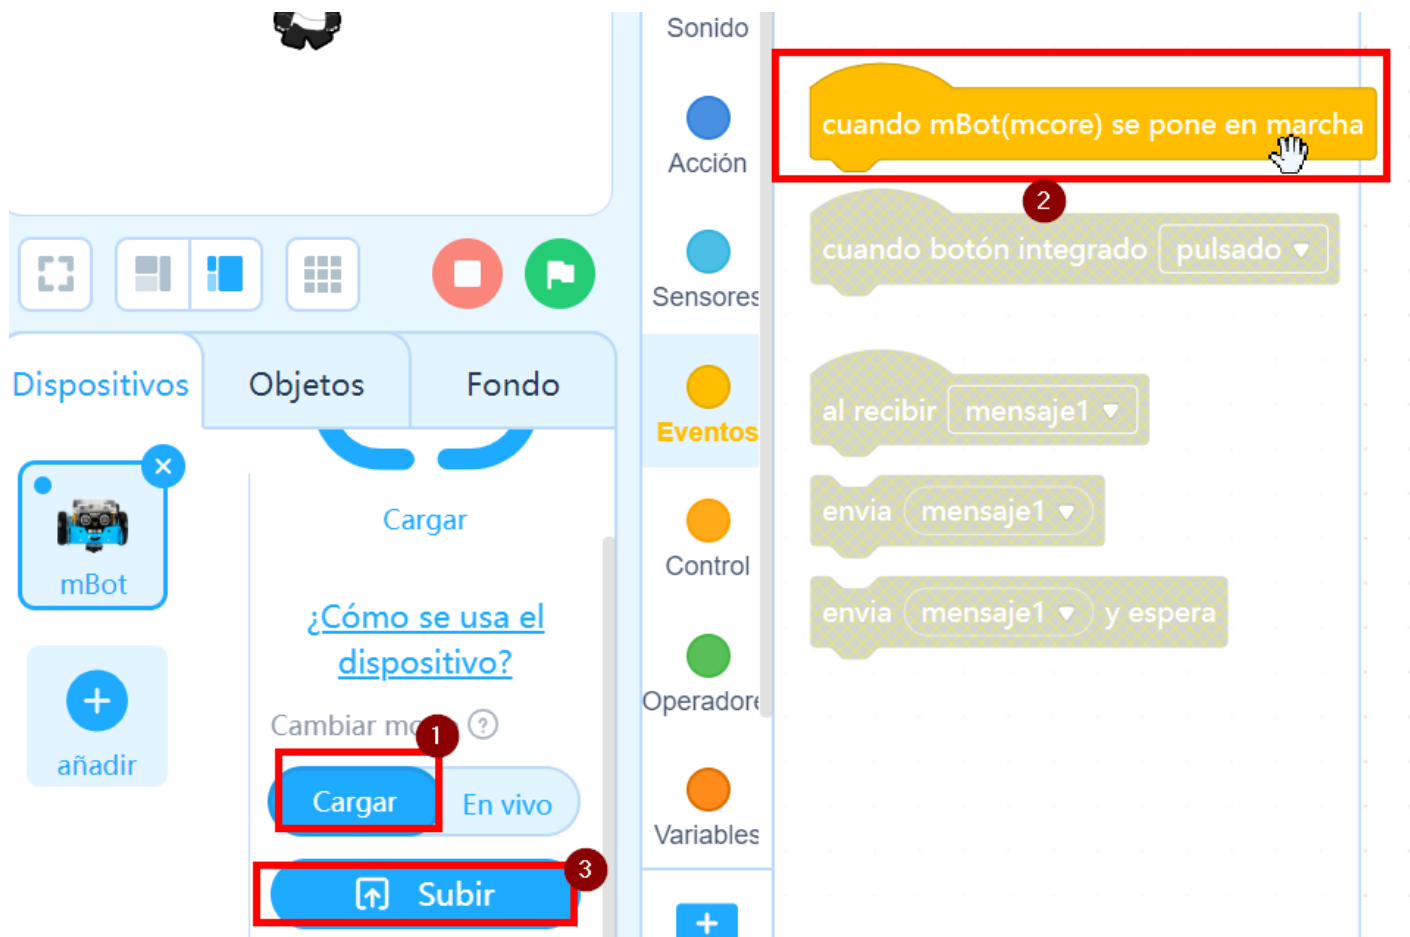 Sonido
Acción
Sensores
Eventos
Control
Operadore
Variables
cuando mBot(mcore) se pone en marcha
2
cuando botón integrado pulsado
al recibir mensaje1
envia mensaje1
envia mensaje1 y espera
Dispositivos
Objetos
Fondo
mBot
añadir
Cargar
¿Cómo se usa el
dispositivo?
Cambiar
1
?
Cargar
En vivo
3
Subir